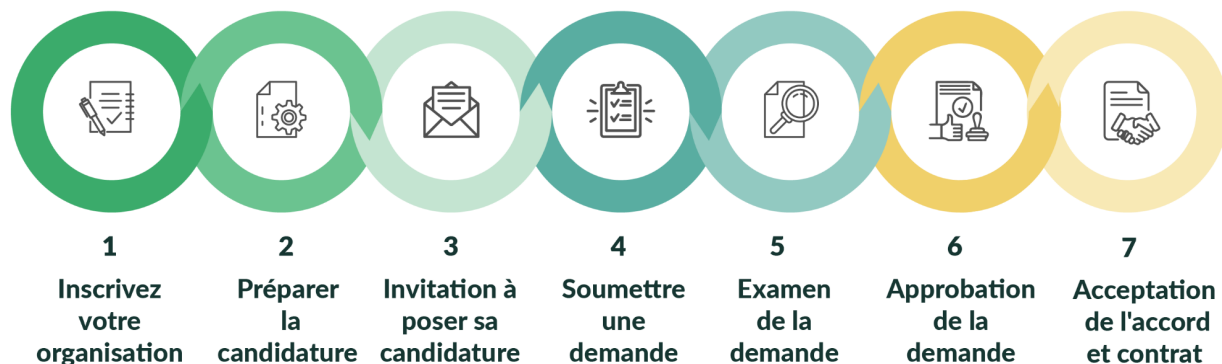 1
Inscrivez
votre
organisation
2
Préparer
la
candidature
3
Invitation à
poser sa
candidature
4
Soumettre
une
demande
5
Examen
de la
demande
6
Approbation
de la
demande
7
Acceptation
de l'accord
et contrat